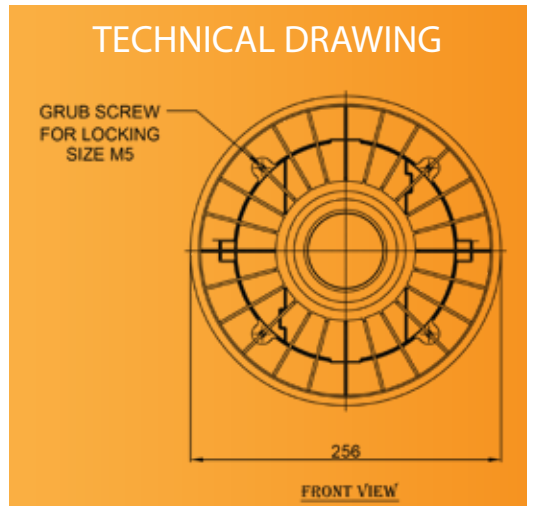 TECHNICAL DRAWING
GRUB SCREW
FOR LOCKING
SIZE M5
256
FRONT VIEW